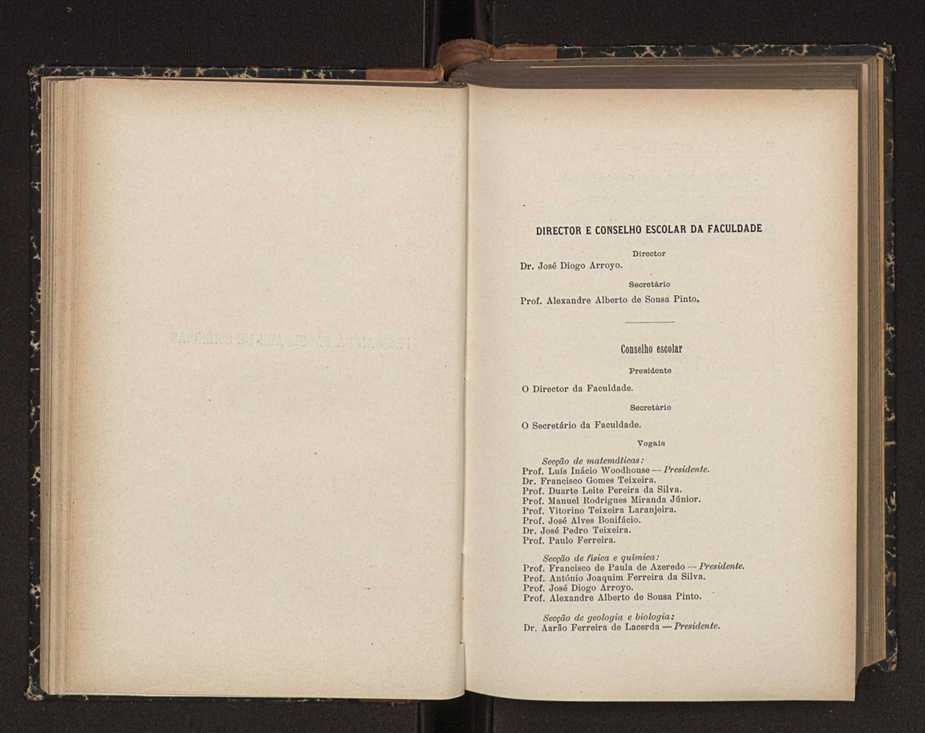 DIRECTOR E CONSELHO ESCOLAR DA FACULDADE
Director
Dr. José Diogo Arroyo.
Secretário
Prof. Alexandre Alberto de Sousa Pinto.
Conselho escolar
Presidente
O Director da Faculdade.
Secretário
O Secretário da Faculdade.
Vogais
Secção de matemáticas:
Prof. Luís Inácio Woodhouse — Presidente.
Dr. Francisco Gomes Teixeira.
Prof. Duarte Leite Pereira da Silva.
Prof. Manuel Rodrigues Miranda Júnior.
Prof. Vitorino Teixeira Laranjeira.
Prof. José Alves Bonifácio.
Dr. José Pedro Teixeira.
Prof. Paulo Ferreira.
Secção de física e química:
Prof. Francisco de Paula de Azeredo — Presidente.
Prof. António Joaquim Ferreira da Silva.
Prof. José Diogo Arroyo.
Prof. Alexandre Alberto de Sousa Pinto.
Secção de geologia e biologia:
Dr. Aarão Ferreira de Lacerda — Presidente.